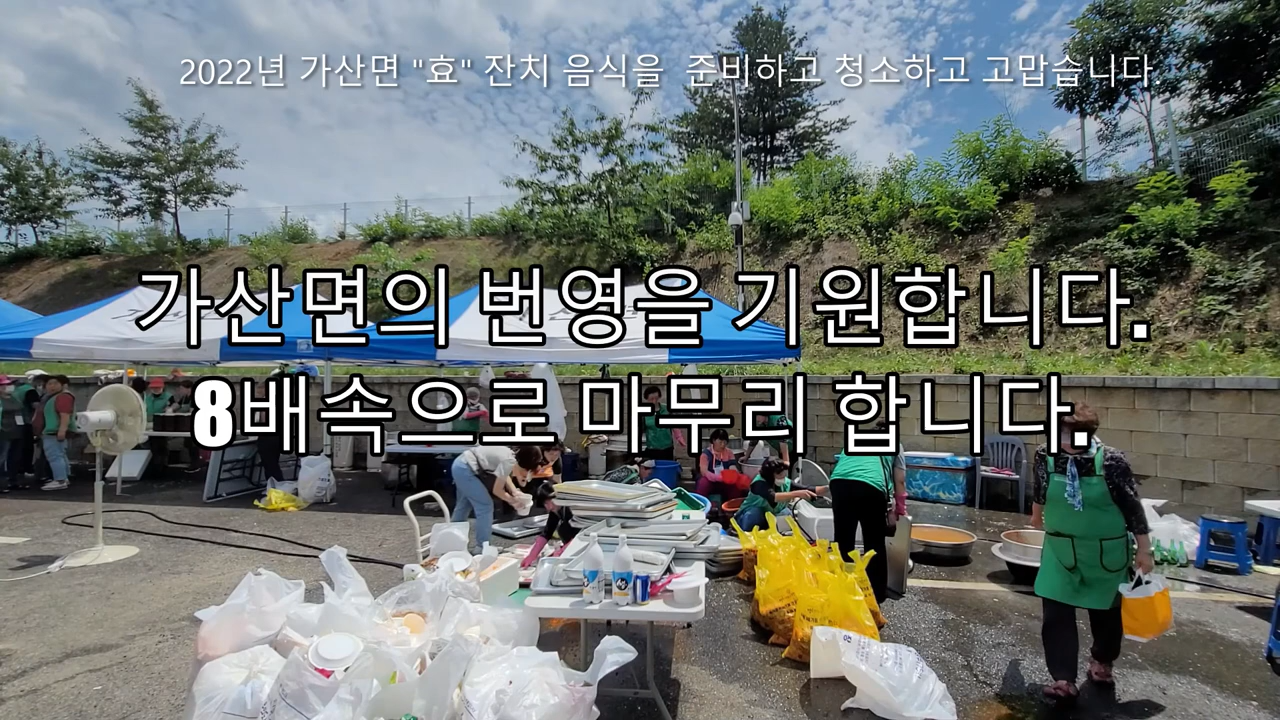 2022년 가산면 "효" 잔치 음식을 준비하고 청소하고 고맙습니다
가산면의 번영을 기원합니다.
8배속으로 마무리 합니다.